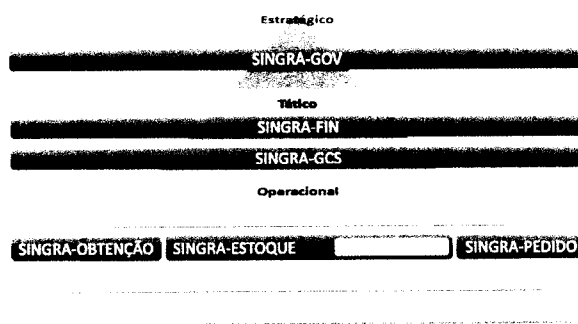 Estratégico
SINGRA-GOV
Tático
SINGRA-FIN
SINGRA-GCS
Operacional
SINGRA-OBTENÇÃO SINGRA-ESTOQUE SINGRA-PEDIDO